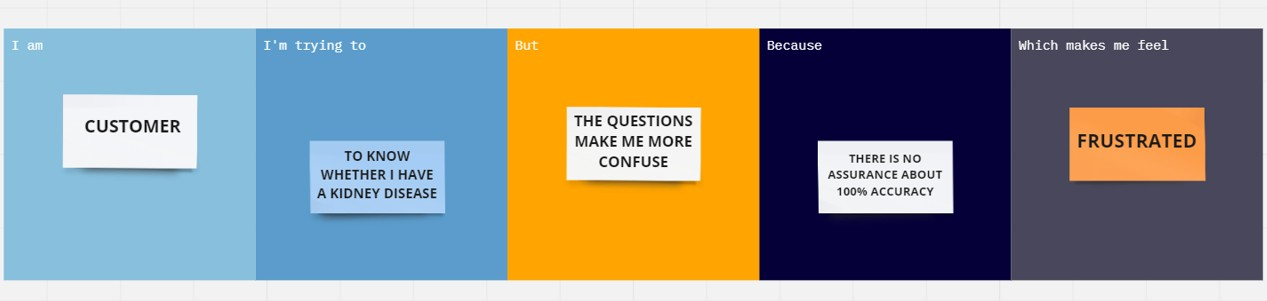 I am
CUSTOMER
I'm trying to
TO KNOW
WHETHER I HAVE
A KIDNEY DISEASE
But
THE QUESTIONS
MAKE ME MORE
CONFUSE
Because
THERE IS NO
ASSURANCE ABOUT
100% ACCURACY
Which makes me feel
FRUSTRATED